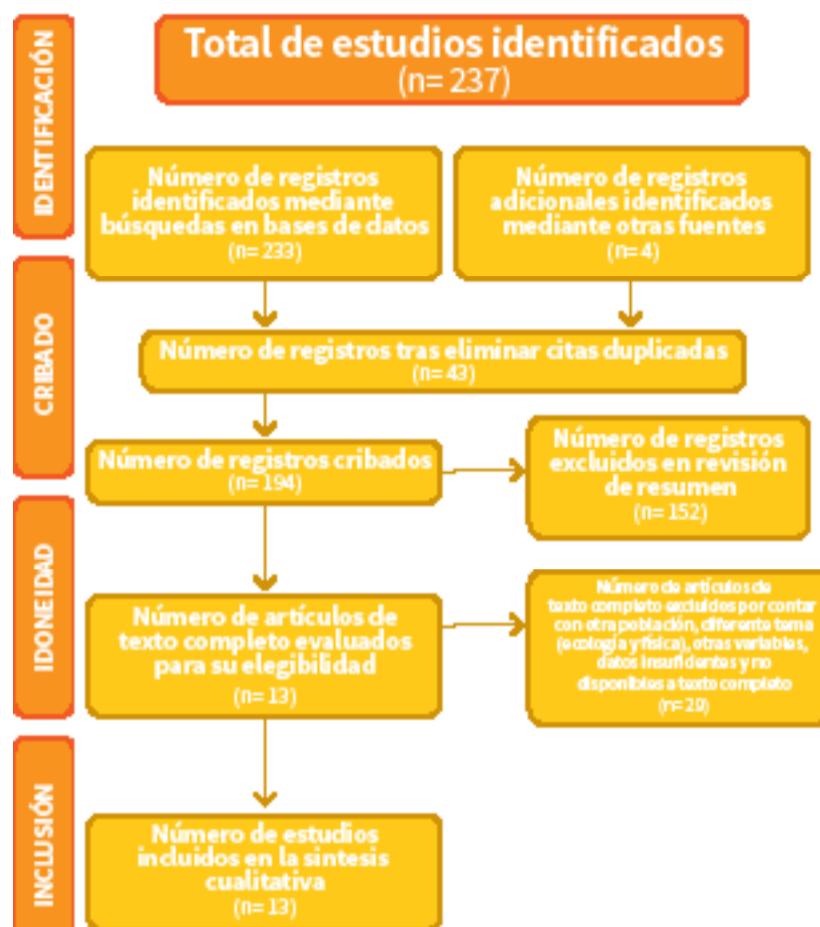 IDENTIFICACIÓN
Total de estudios identificados
(n= 237)
Número de registros
identificados mediante
búsquedas en bases de datos
(n= 233)
Número de registros
adicionales identificados
mediante otras fuentes
(n= 4)
CRIBADO
Número de registros tras eliminar citas duplicadas
(n= 43)
Número de registros cribados
(n= 194)
Número de registros
excluidos en revisión
de resumen
(n= 152)
IDONEIDAD
Número de artículos de
texto completo evaluados
para su elegibilidad
(n= 13)
Número de artículos de
texto completo excluidos por contar
con otra población, diferente tema
(ecología y física), otras variables,
datos insuficientes y no
disponibles a texto completo
(n= 29)
INCLUSIÓN
Número de estudios
incluidos en la síntesis
cualitativa
(n= 13)